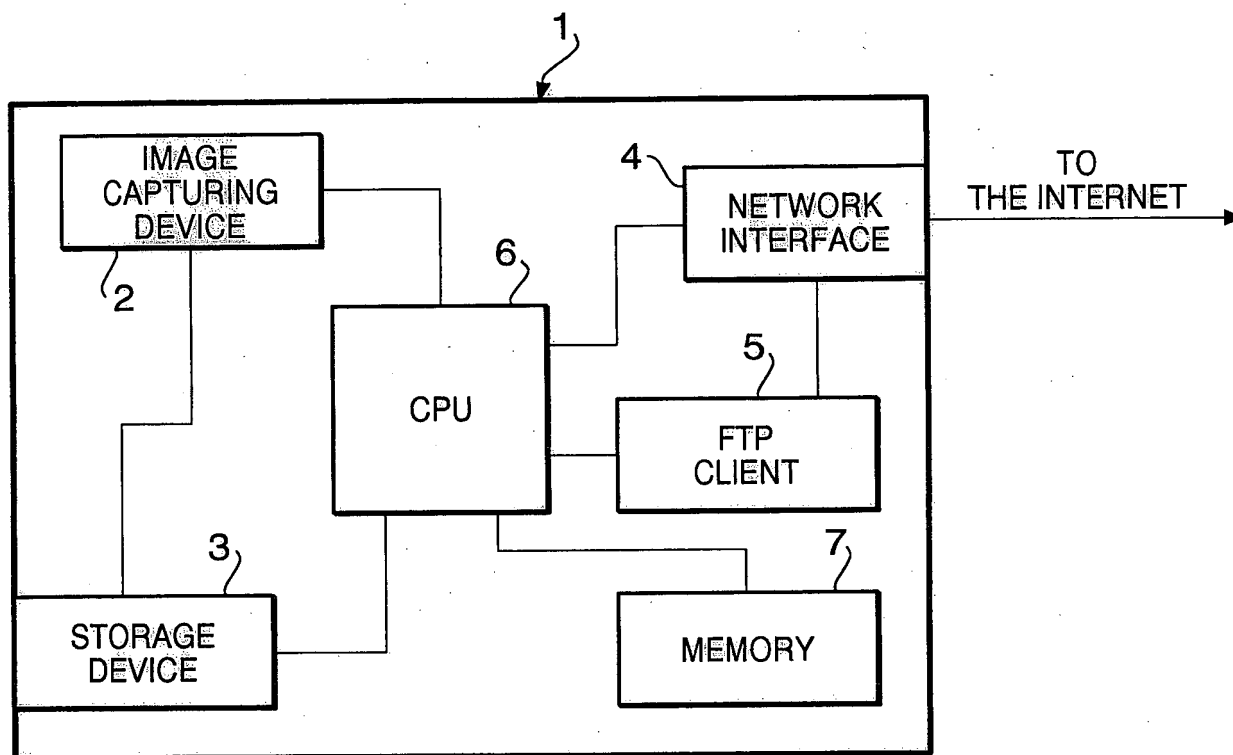 1
IMAGE
CAPTURING
DEVICE
2
4
NETWORK
INTERFACE
TO
THE INTERNET
6
CPU
5
FTP
CLIENT
3
STORAGE
DEVICE
7
MEMORY